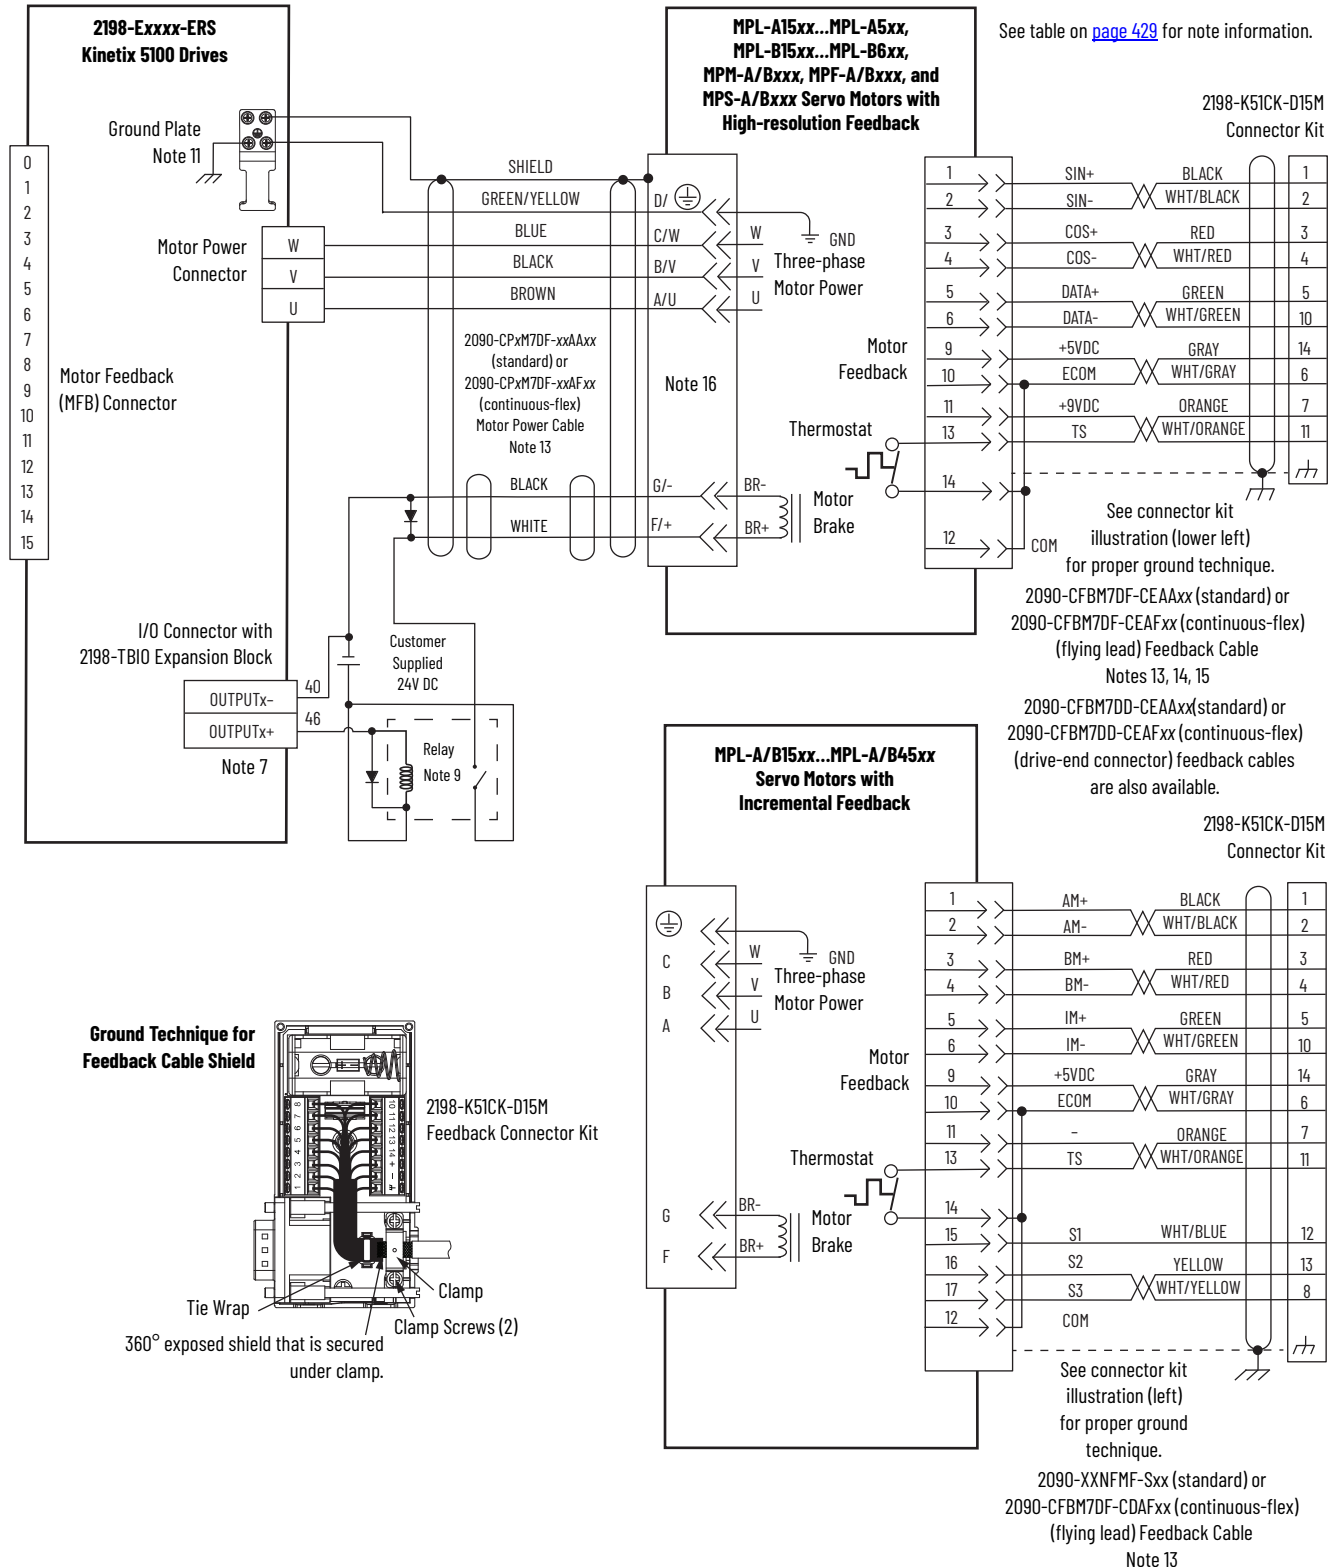 2198-Exxxx-ERS
Kinetix 5100 Drives
Ground Plate
Note 11
0
1
2
3
4
5
6
7
8
9
10
11
12
13
14
15
Motor Power
Connector
W
V
U
Motor Feedback
(MFB) Connector
I/O Connector with
2198-TBIO Expansion Block
OUTPUTx–
OUTPUTx+
40
46
Note 7
SHIELD
GREEN/YELLOW
BLUE
BLACK
BROWN
2090-CPxM7DF-xxAAxx
(standard) or
2090-CPxM7DF-xxAFxx
(continuous-flex)
Motor Power Cable
Note 13
BLACK
WHITE
Customer
Supplied
24V DC
Relay
Note 9
MPL-A15xx...MPL-A5xx,
MPL-B15xx...MPL-B6xx,
MPM-A/Bxxx, MPF-A/Bxxx, and
MPS-A/Bxxx Servo Motors with
High-resolution Feedback
D/
C/W
B/V
A/U
Note 16
G/-
F/+
GND
W
V
U
Three-phase
Motor Power
BR-
BR+
Motor
Brake
Motor
Feedback
Thermostat
1
2
3
4
5
6
9
10
11
13
14
12
See table on page 429 for note information.
2198-K51CK-D15M
Connector Kit
SIN+ BLACK 1
SIN- WHT/BLACK 2
COS+ RED 3
COS- WHT/RED 4
DATA+ GREEN 5
DATA- WHT/GREEN 10
+5VDC GRAY 14
ECOM WHT/GRAY 6
+9VDC ORANGE 7
TS WHT/ORANGE 11
COM
See connector kit
illustration (lower left)
for proper ground technique.
2090-CFBM7DF-CEAAxx (standard) or
2090-CFBM7DF-CEAFxx (continuous-flex)
(flying lead) Feedback Cable
Notes 13, 14, 15
2090-CFBM7DD-CEAAxx(standard) or
2090-CFBM7DD-CEAFxx (continuous-flex)
(drive-end connector) feedback cables
are also available.
MPL-A/B15xx...MPL-A/B45xx
Servo Motors with
Incremental Feedback
C
B
A
G
F
GND
W
V
U
Three-phase
Motor Power
BR-
BR+
Motor
Brake
Motor
Feedback
Thermostat
1
2
3
4
5
6
9
10
11
13
14
15
16
17
12
2198-K51CK-D15M
Connector Kit
AM+ BLACK 1
AM- WHT/BLACK 2
BM+ RED 3
BM- WHT/RED 4
IM+ GREEN 5
IM- WHT/GREEN 10
+5VDC GRAY 14
ECOM WHT/GRAY 6
– ORANGE 7
TS WHT/ORANGE 11
S1 WHT/BLUE 12
S2 YELLOW 13
S3 WHT/YELLOW 8
COM
See connector kit
illustration (left)
for proper ground
technique.
2090-XXNFMF-Sxx (standard) or
2090-CFBM7DF-CDAFxx (continuous-flex)
(flying lead) Feedback Cable
Note 13
Ground Technique for
Feedback Cable Shield
1 2 3 4 5 6 7 8
10 11 12 13 14 + –
2198-K51CK-D15M
Feedback Connector Kit
Clamp
Tie Wrap
Clamp Screws (2)
360° exposed shield that is secured
under clamp.